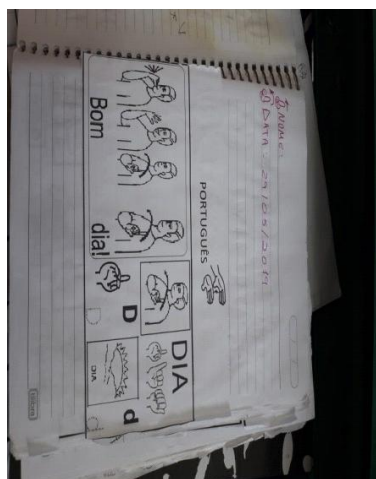 NOME:
DATA - 29/05/2017
PORTUGUÊS
Bom dia!
DIA
D d
D d
DIA